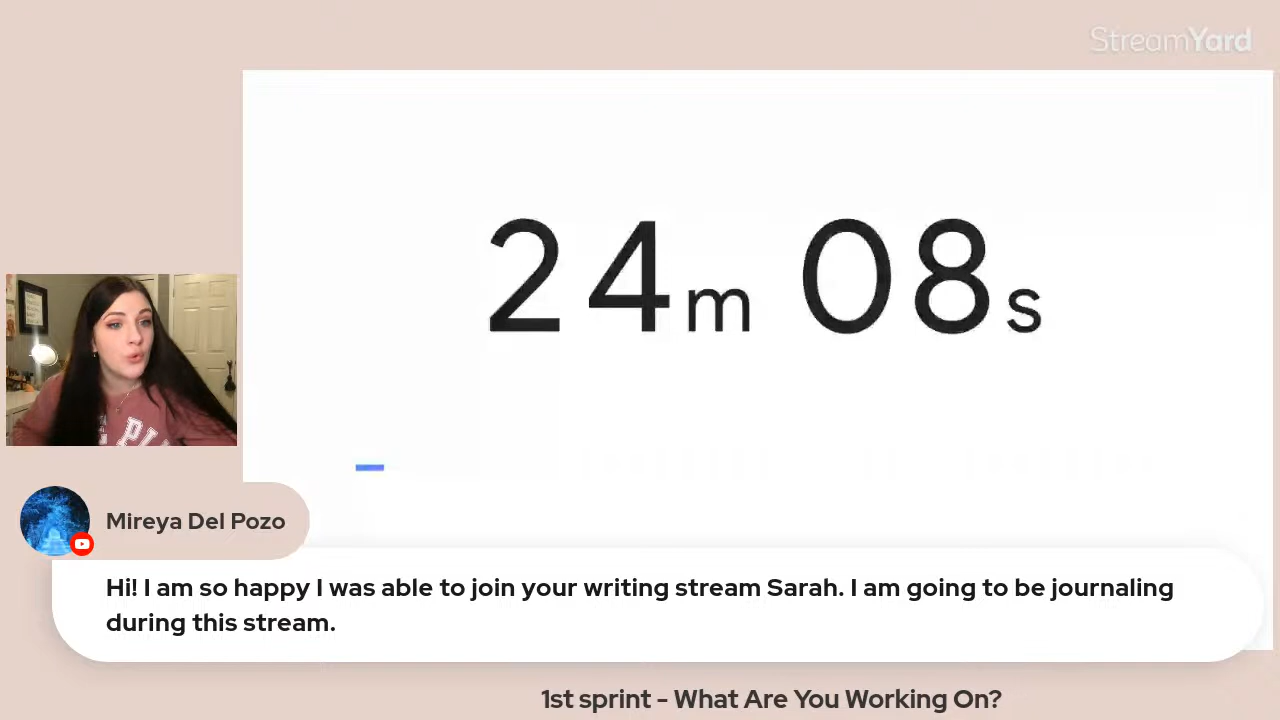 StreamYard
24m 08s
Mireya Del Pozo
Hi! I am so happy I was able to join your writing stream Sarah. I am going to be journaling
during this stream.
1st sprint - What Are You Working On?